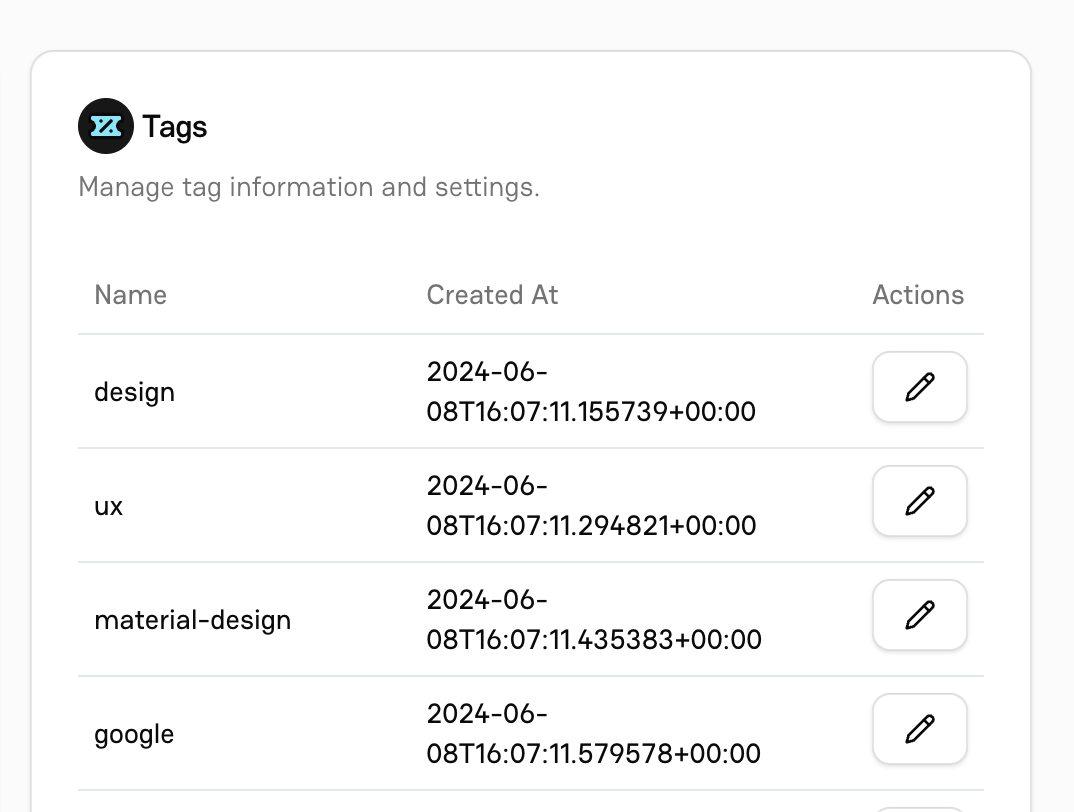 Tags
Manage tag information and settings.
Name Created At Actions
design
2024-06-
08T16:07:11.155739+00:00
ux
2024-06-
08T16:07:11.294821+00:00
material-design
2024-06-
08T16:07:11.435383+00:00
google
2024-06-
08T16:07:11.579578+00:00